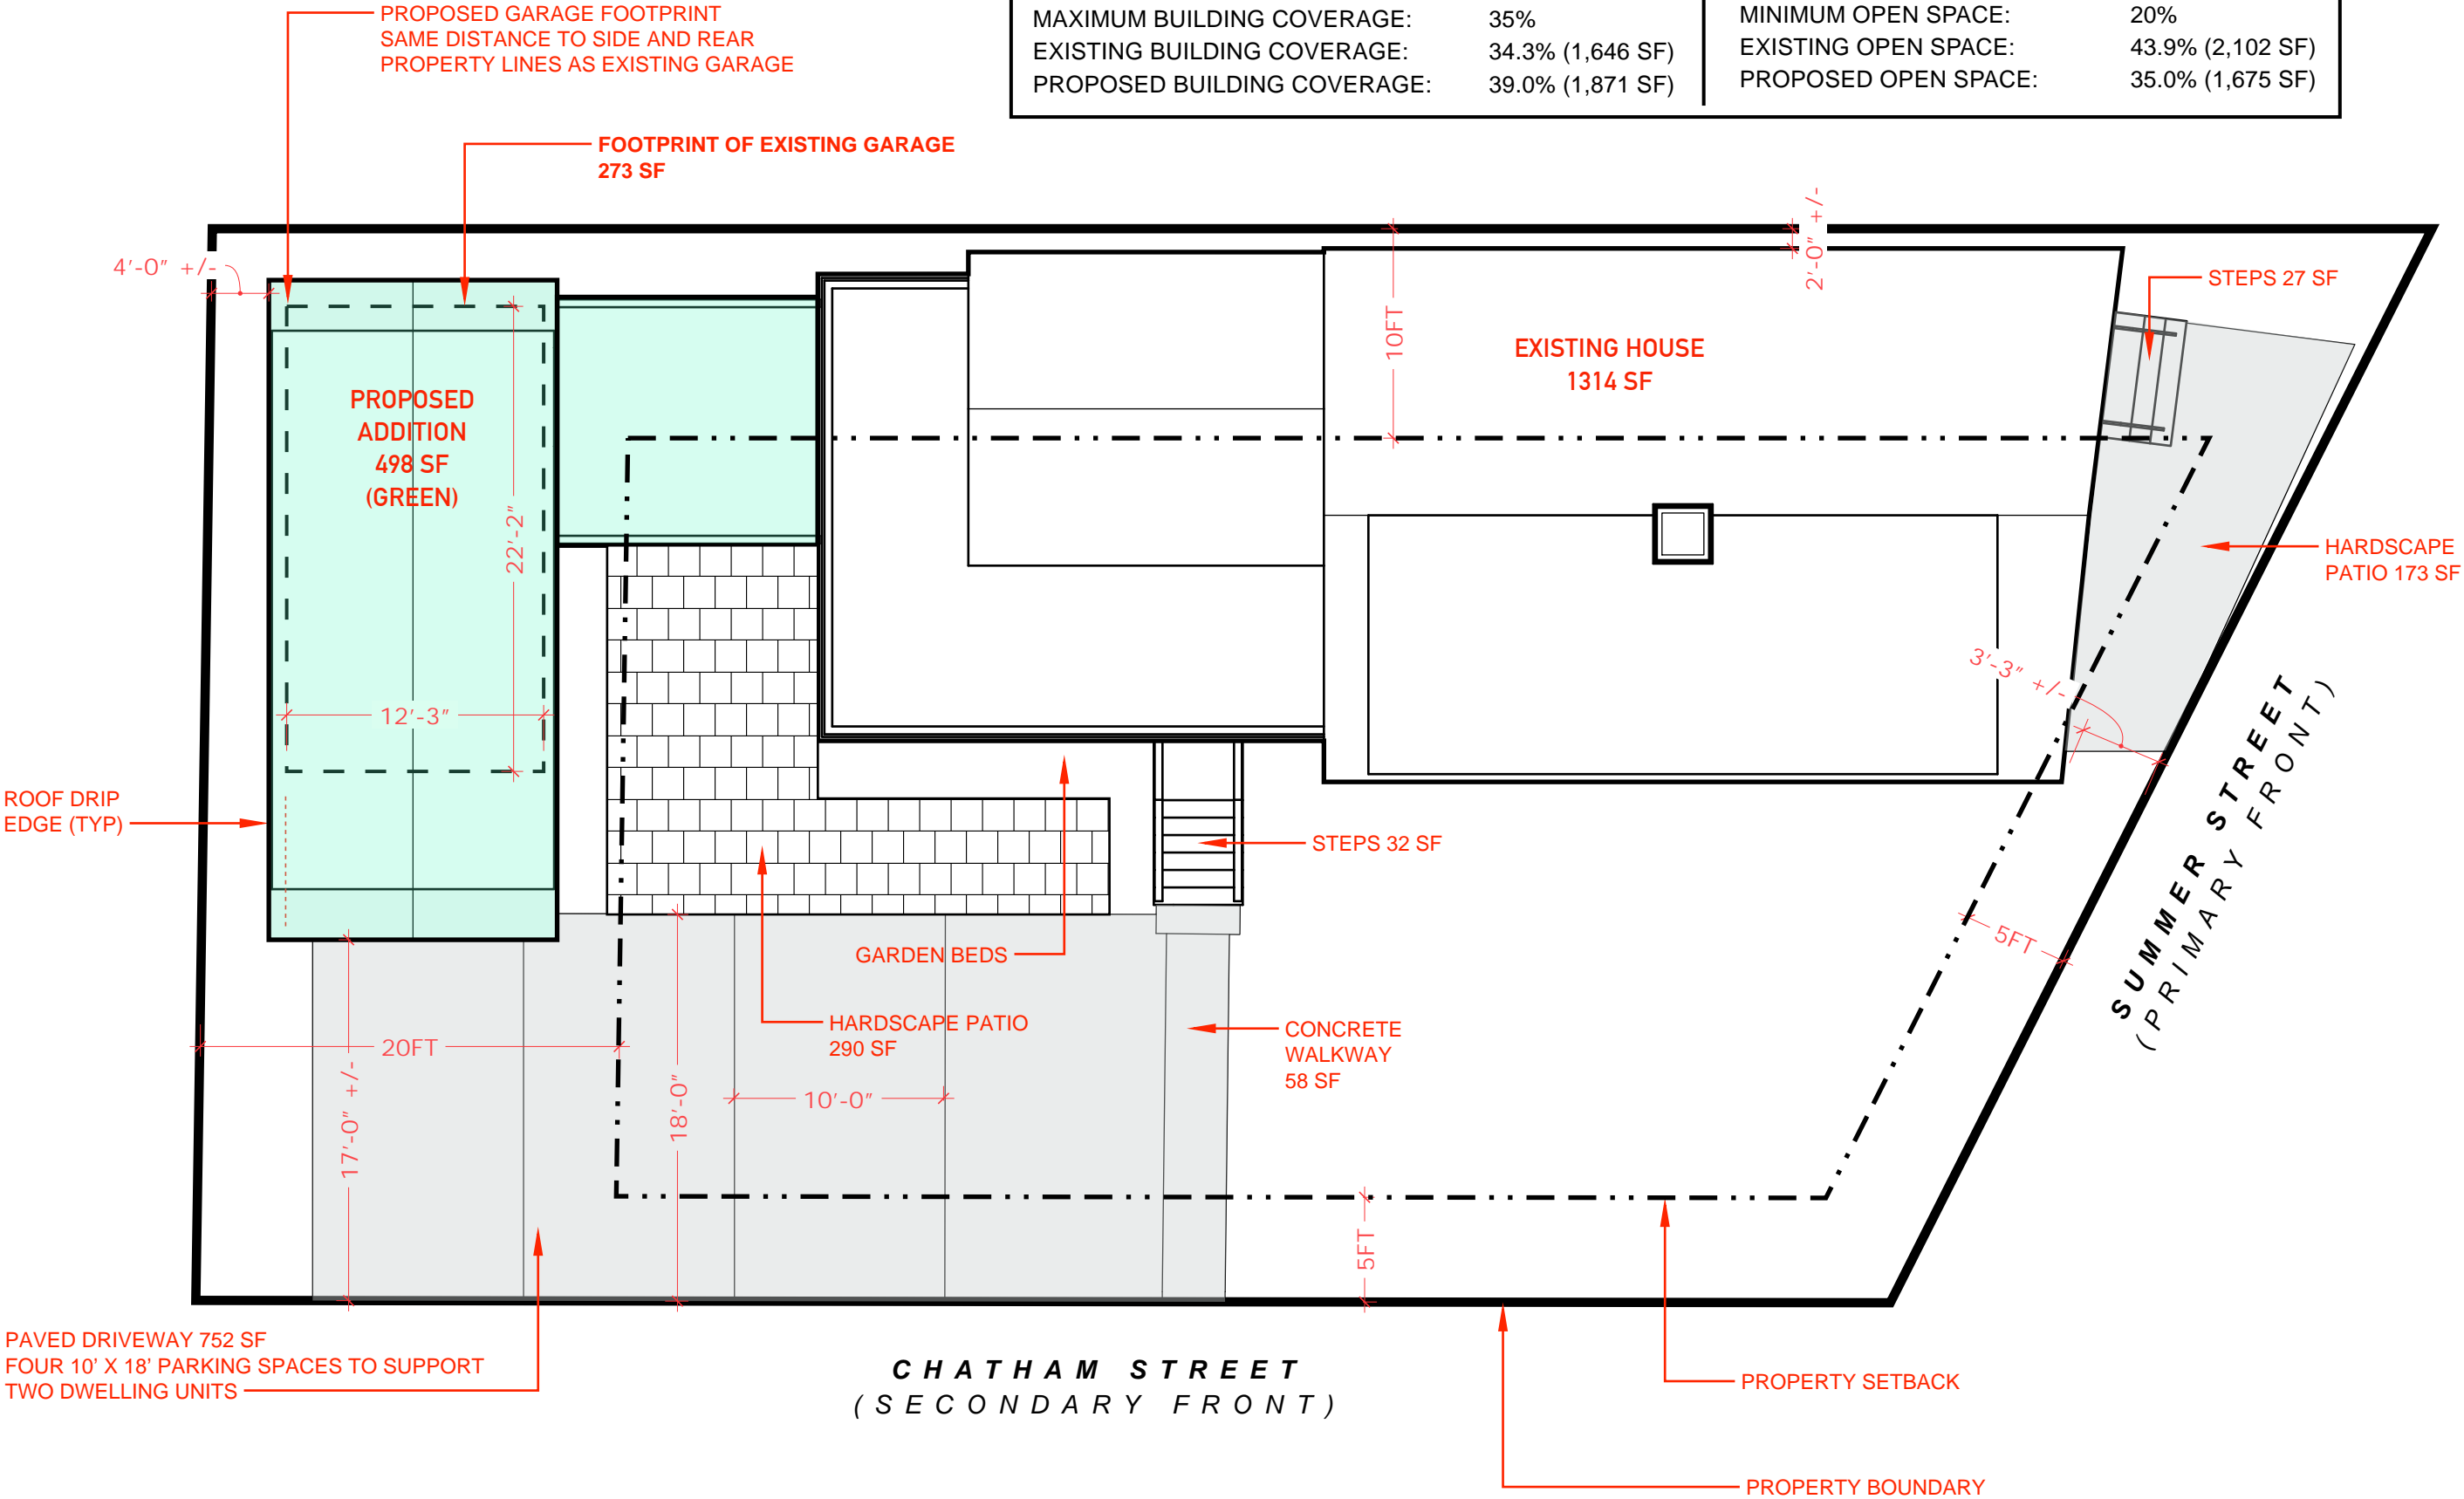 PROPOSED GARAGE FOOTPRINT
SAME DISTANCE TO SIDE AND REAR
PROPERTY LINES AS EXISTING GARAGE
MAXIMUM BUILDING COVERAGE: 35%
EXISTING BUILDING COVERAGE: 34.3% (1,646 SF)
PROPOSED BUILDING COVERAGE: 39.0% (1,871 SF)
MINIMUM OPEN SPACE: 20%
EXISTING OPEN SPACE: 43.9% (2,102 SF)
PROPOSED OPEN SPACE: 35.0% (1,675 SF)
FOOTPRINT OF EXISTING GARAGE
273 SF
4'-0" +/-
2'-0" +/-
10FT
STEPS 27 SF
EXISTING HOUSE
1314 SF
PROPOSED
ADDITION
498 SF
(GREEN)
22'-2"
12'-3"
HARDSCAPE
PATIO 173 SF
3'-3" +/-
SUMMER STREET
(PRIMARY FRONT)
ROOF DRIP
EDGE (TYP)
STEPS 32 SF
GARDEN BEDS
5FT
HARDSCAPE PATIO
290 SF
CONCRETE
WALKWAY
58 SF
20FT
17'-0" +/-
18'-0"
10'-0"
5FT
PAVED DRIVEWAY 752 SF
FOUR 10' X 18' PARKING SPACES TO SUPPORT
TWO DWELLING UNITS
CHATHAM STREET
(SECONDARY FRONT)
PROPERTY SETBACK
PROPERTY BOUNDARY